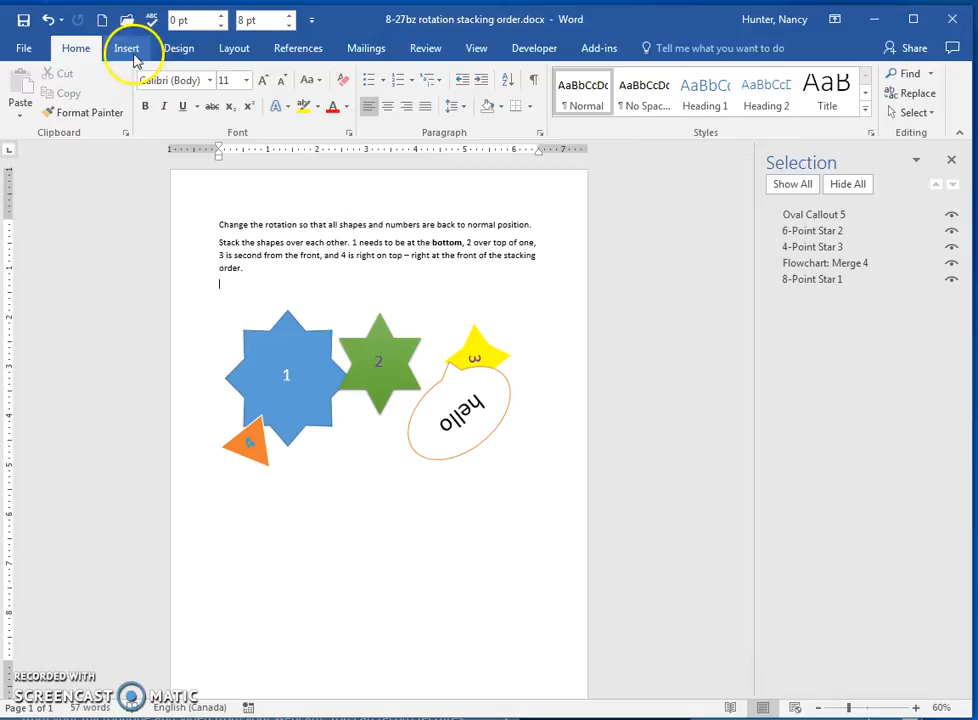 0 pt
8 pt
8-27bz rotation stacking order.docx - Word
Hunter, Nancy
File
Home
Insert
Design
Layout
References
Mailings
Review
View
Developer
Add-ins
Tell me what you want to do
Share
Paste
Cut
Copy
Format Painter
Clipboard
Calibri (Body)
11
Font
Paragraph
AaBbCcDc
¶ Normal
AaBbCcDc
¶ No Spac...
AaBbCc
Heading 1
AaBbCcD
Heading 2
AaB
Title
Styles
Find
Replace
Select
Editing
Change the rotation so that all shapes and numbers are back to normal position.
Stack the shapes over each other. 1 needs to be at the bottom, 2 over top of one,
3 is second from the front, and 4 is right on top – right at the front of the stacking
order.
1
2
3
4
hello
Selection
Show All
Hide All
Oval Callout 5
6-Point Star 2
4-Point Star 3
Flowchart: Merge 4
8-Point Star 1
RECORDED WITH
SCREENCAST MATIC
Page 1 of 1
57 words
English (Canada)
60%